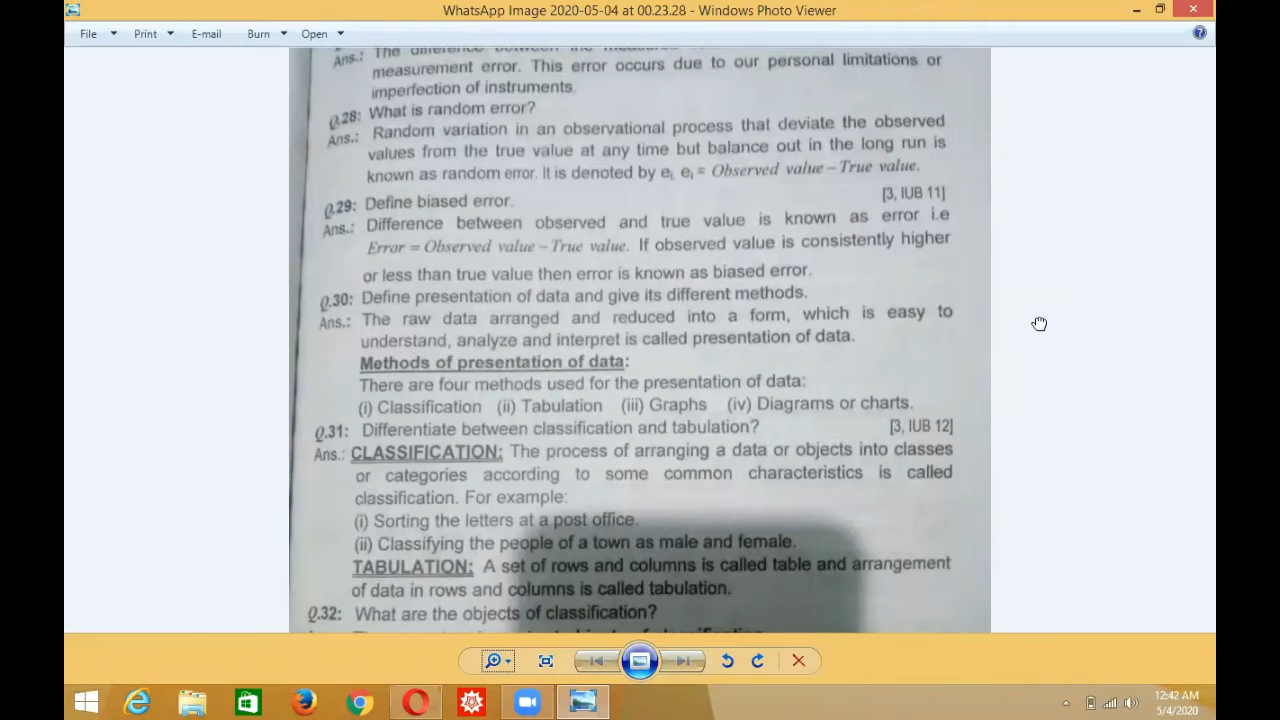 WhatsApp Image 2020-05-04 at 00.23.28 - Windows Photo Viewer
File Print E-mail Burn Open
Ans.: The difference between the
measurement error. This error occurs due to our personal limitations or
imperfection of instruments.
Q.28: What is random error?
Ans.: Random variation in an observational process that deviate the observed
values from the true value at any time but balance out in the long run is
known as random error. It is denoted by eᵢ. eᵢ = Observed value – True value.
Q.29: Define biased error. [3, IUB 11]
Ans.: Difference between observed and true value is known as error i.e
Error = Observed value – True value. If observed value is consistently higher
or less than true value then error is known as biased error.
Q.30: Define presentation of data and give its different methods.
Ans.: The raw data arranged and reduced into a form, which is easy to
understand, analyze and interpret is called presentation of data.
Methods of presentation of data:
There are four methods used for the presentation of data:
(i) Classification (ii) Tabulation (iii) Graphs (iv) Diagrams or charts.
Q.31: Differentiate between classification and tabulation? [3, IUB 12]
Ans.: CLASSIFICATION: The process of arranging a data or objects into classes
or categories according to some common characteristics is called
classification. For example:
(i) Sorting the letters at a post office.
(ii) Classifying the people of a town as male and female.
TABULATION: A set of rows and columns is called table and arrangement
of data in rows and columns is called tabulation.
Q.32: What are the objects of classification?
12:42 AM
5/4/2020